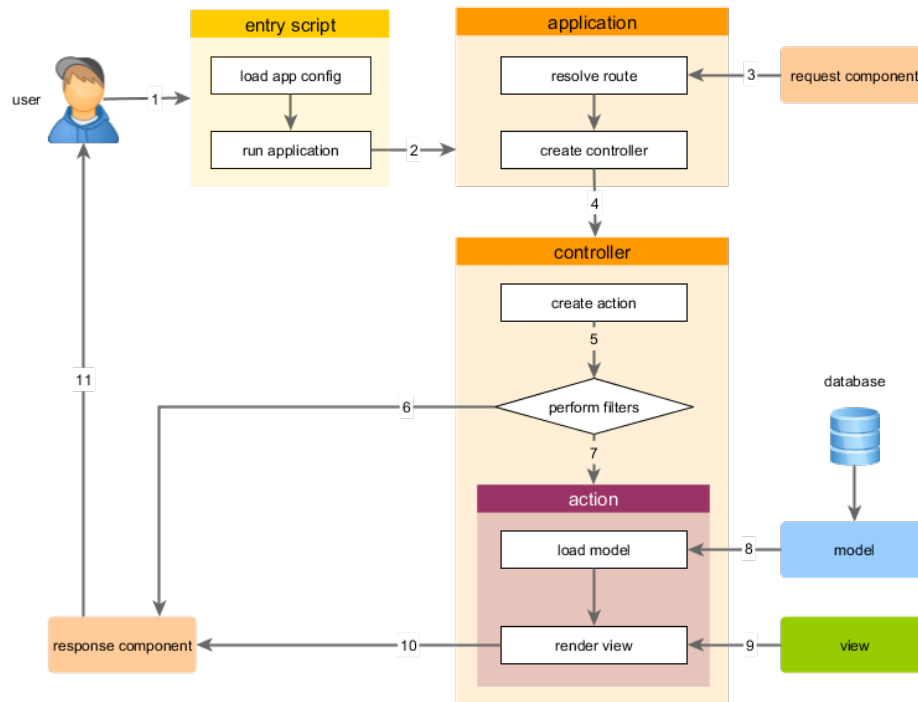 entry script
application
load app config
resolve route
3
request component
user
1
run application
2
create controller
4
controller
create action
5
11
6
perform filters
database
7
action
load model
8
model
response component
10
render view
9
view